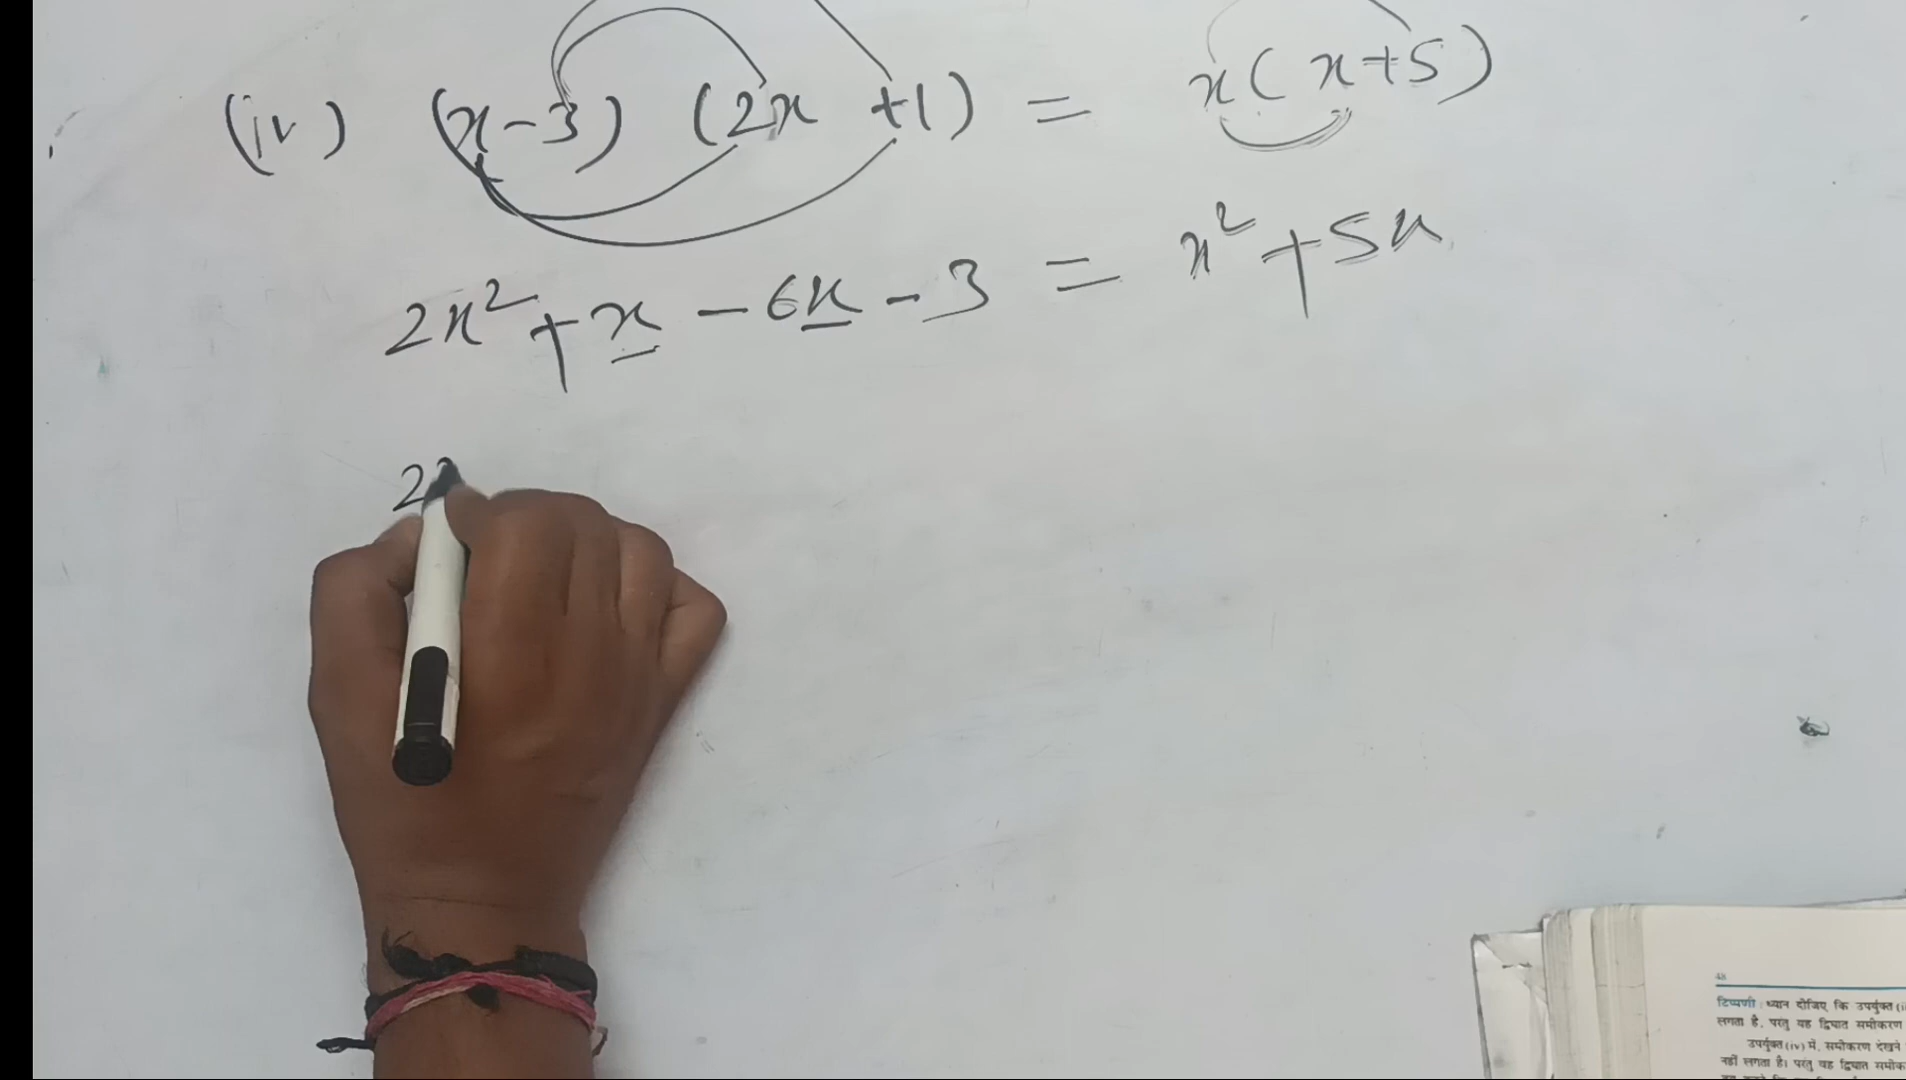 (iv) (x-3) (2x +1) = x(x+5)
2x² + x - 6x - 3 = x² + 5x
2
48
टिप्पणी : ध्यान दीजिए कि उपर्युक्त
लगता है, परंतु यह द्विघात समीकरण
उपर्युक्त (iv) में, समीकरण देखने
नहीं लगता है। परंतु यह द्विघात